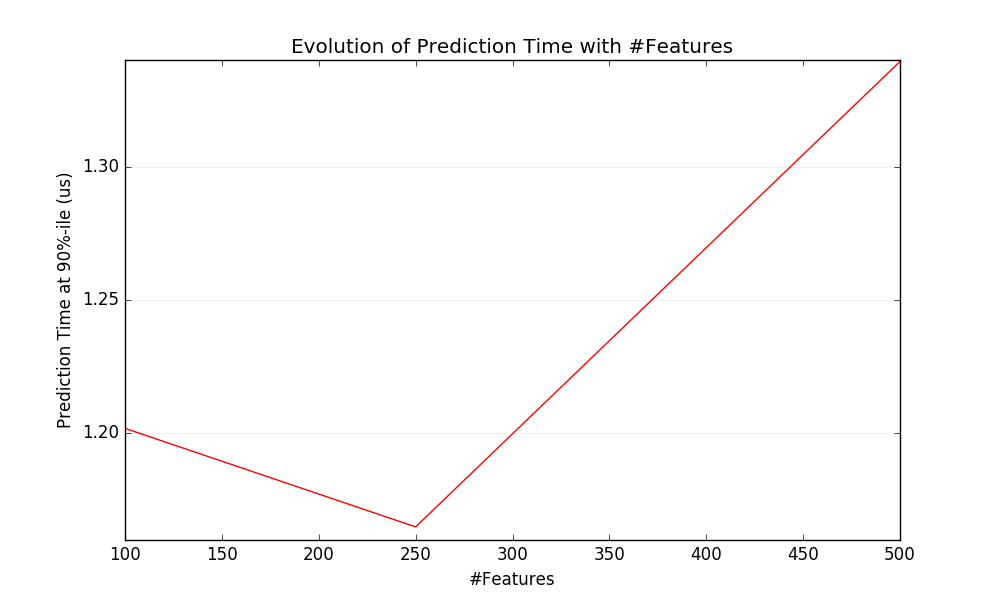 Evolution of Prediction Time with #Features
Prediction Time at 90%-ile (us)
1.30
1.25
1.20
100 150 200 250 300 350 400 450 500
#Features